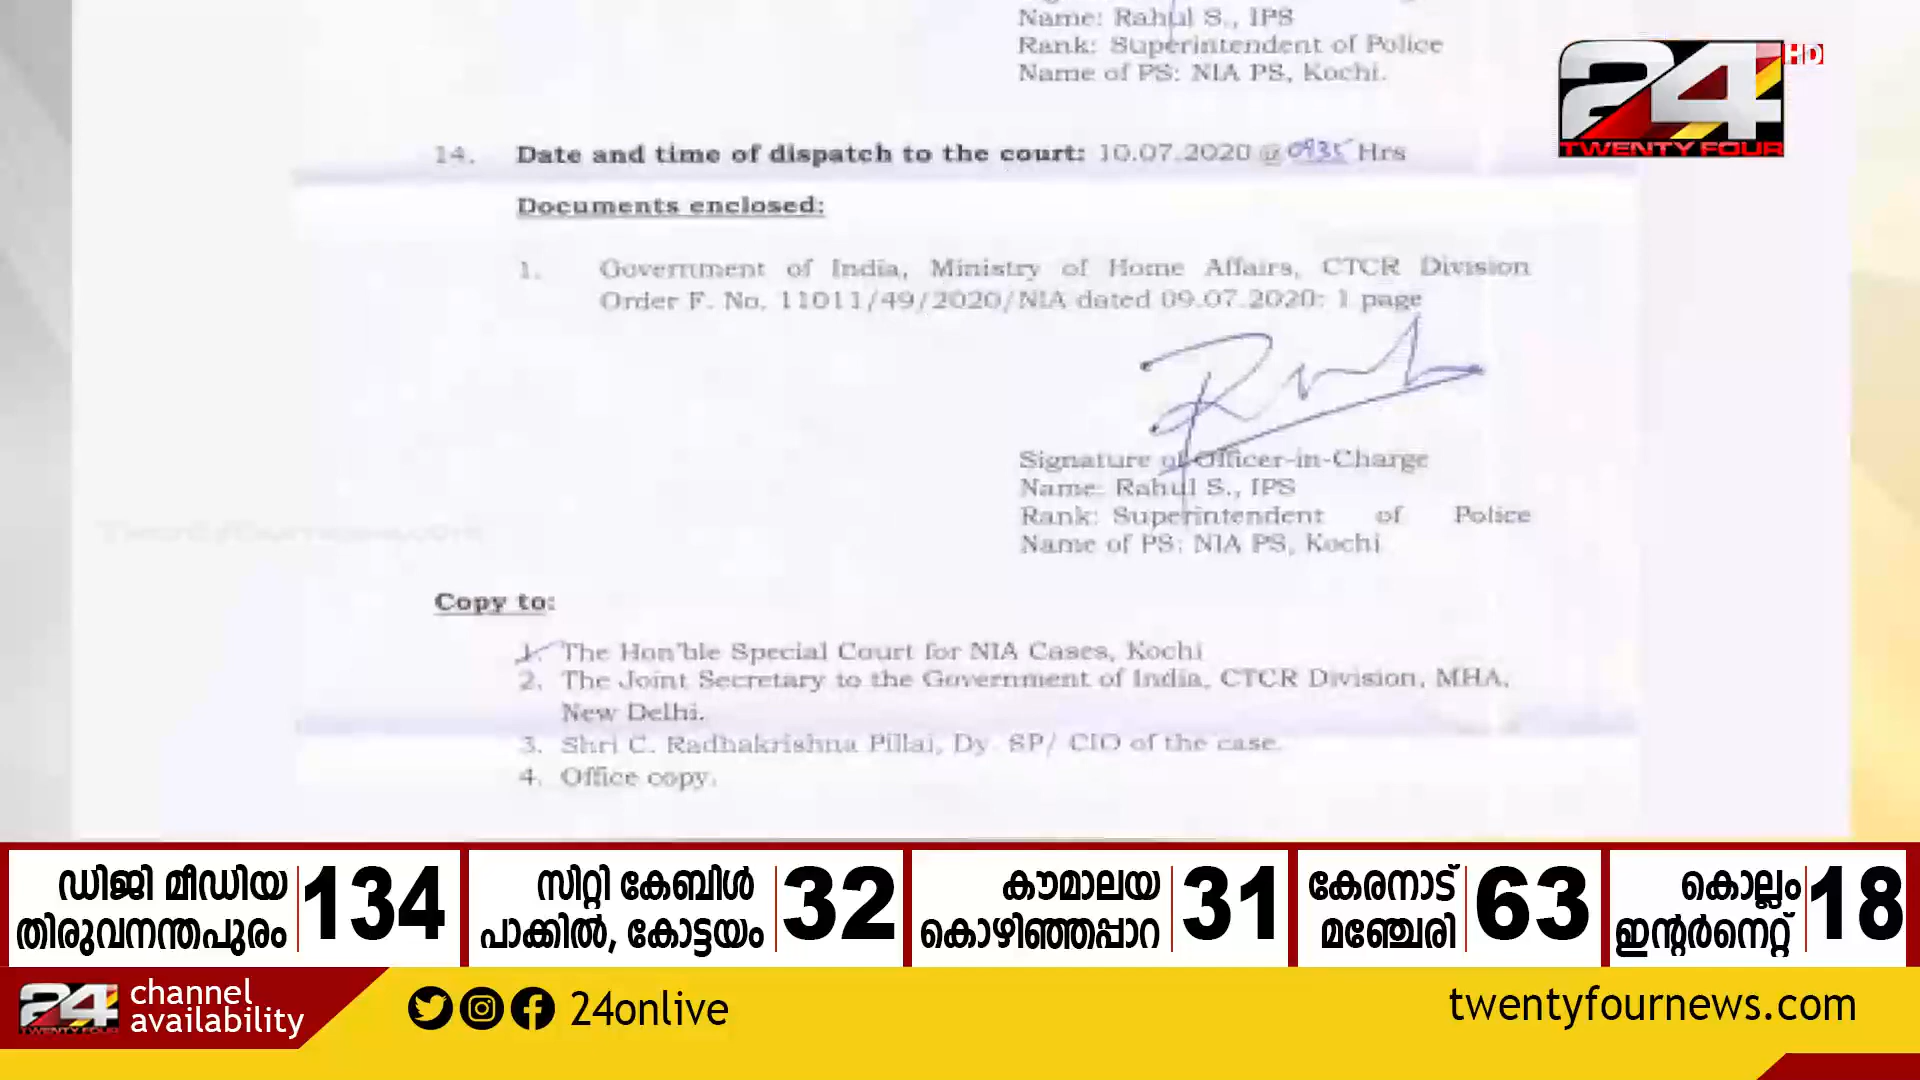 Name: Rahul S., IPS
Rank: Superintendent of Police
Name of PS: NIA PS, Kochi.
24 HD
TWENTY FOUR
14. Date and time of dispatch to the court: 10.07.2020 @ 0935 Hrs
Documents enclosed:
1. Government of India, Ministry of Home Affairs, CTCR Division
Order F. No. 11011/49/2020/NIA dated 09.07.2020: 1 page
Signature of Officer-in-Charge
Name: Rahul S., IPS
Rank: Superintendent of Police
Name of PS: NIA PS, Kochi
Twentyfournews.com
Copy to:
1. The Hon'ble Special Court for NIA Cases, Kochi
2. The Joint Secretary to the Government of India, CTCR Division, MHA,
New Delhi.
3. Shri C. Radhakrishna Pillai, Dy. SP/ CIO of the case.
4. Office copy.
ഡിജി മീഡിയ
തിരുവനന്തപുരം 134
സിറ്റി കേബിൾ
പാക്കിൽ, കോട്ടയം 32
കൗമാലയ
കൊഴിഞ്ഞപ്പാറ 31
കേരനാട്
മഞ്ചേരി 63
കൊല്ലം
ഇന്റർനെറ്റ് 18
24 TWENTY FOUR
channel
availability
24onlive
twentyfournews.com